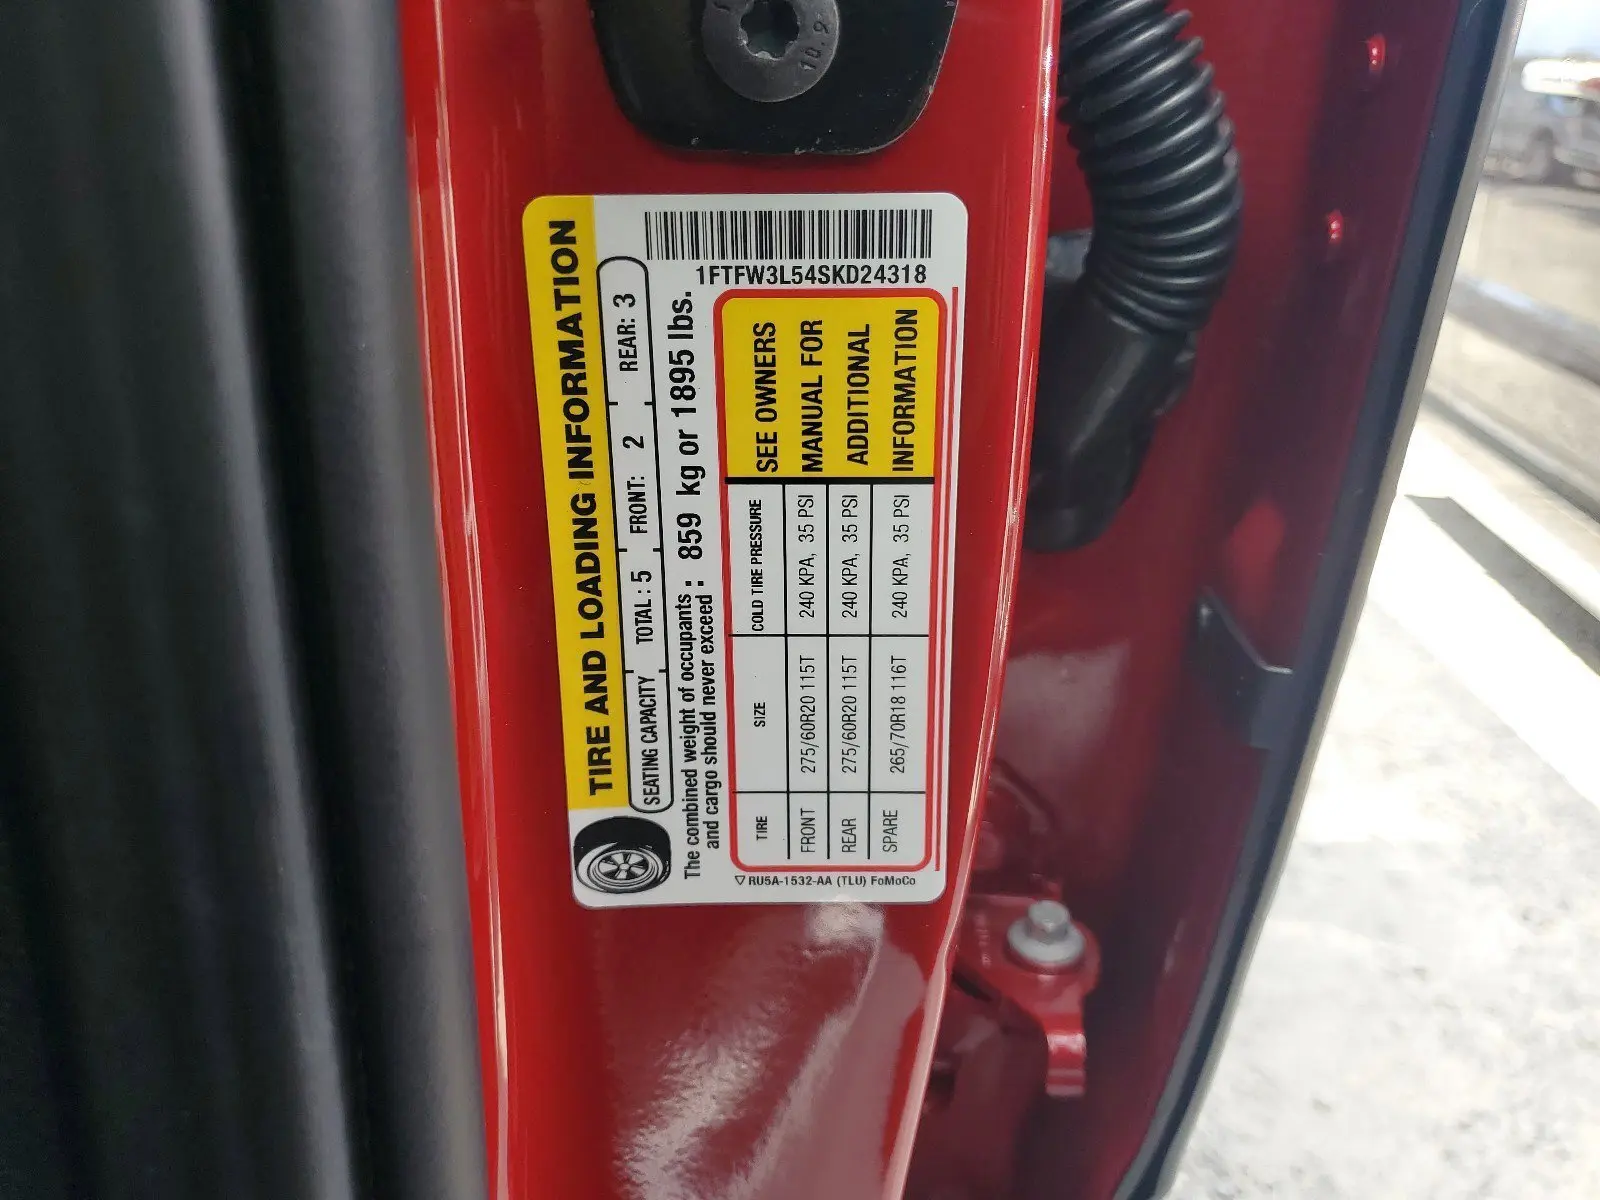 10.9
1FTFW3L54SKD24318
TIRE AND LOADING INFORMATION
SEATING CAPACITY TOTAL : 5 FRONT: 2 REAR: 3
The combined weight of occupants
and cargo should never exceed : 859 kg or 1895 lbs.
TIRE SIZE COLD TIRE PRESSURE
FRONT 275/60R20 115T 240 KPA, 35 PSI
REAR 275/60R20 115T 240 KPA, 35 PSI
SPARE 265/70R18 116T 240 KPA, 35 PSI
SEE OWNERS
MANUAL FOR
ADDITIONAL
INFORMATION
RU5A-1532-AA (TLU) FoMoCo